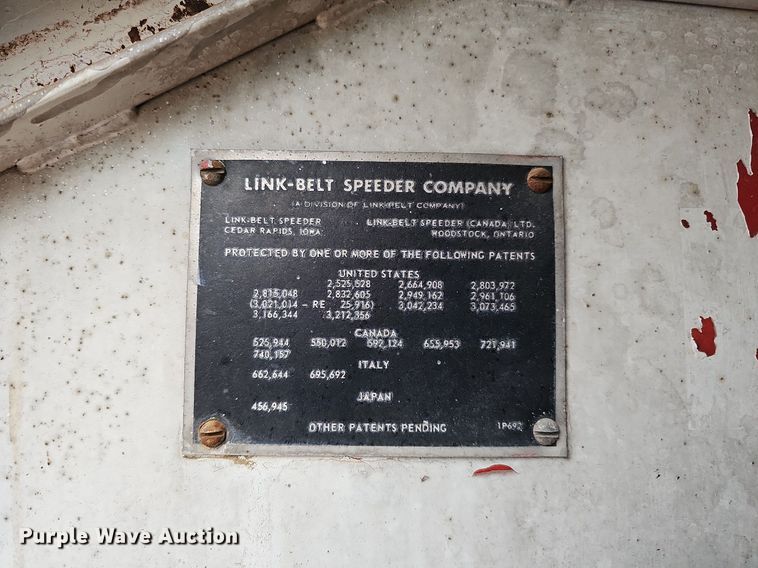 LINK-BELT SPEEDER COMPANY
(A DIVISION OF LINK-BELT COMPANY)
LINK-BELT SPEEDER LINK-BELT SPEEDER (CANADA) LTD.
CEDAR RAPIDS, IOWA WOODSTOCK, ONTARIO
PROTECTED BY ONE OR MORE OF THE FOLLOWING PATENTS
UNITED STATES
2,525,528 2,664,908 2,803,972
2,815,048 2,832,605 2,949,162 2,961,106
(3,021,014 - RE 25,916) 3,042,234 3,073,465
3,166,344 3,212,356
CANADA
525,944 550,012 592,124 655,953 721,941
740,157
ITALY
662,644 695,692
JAPAN
456,945
OTHER PATENTS PENDING 1P692
Purple Wave Auction